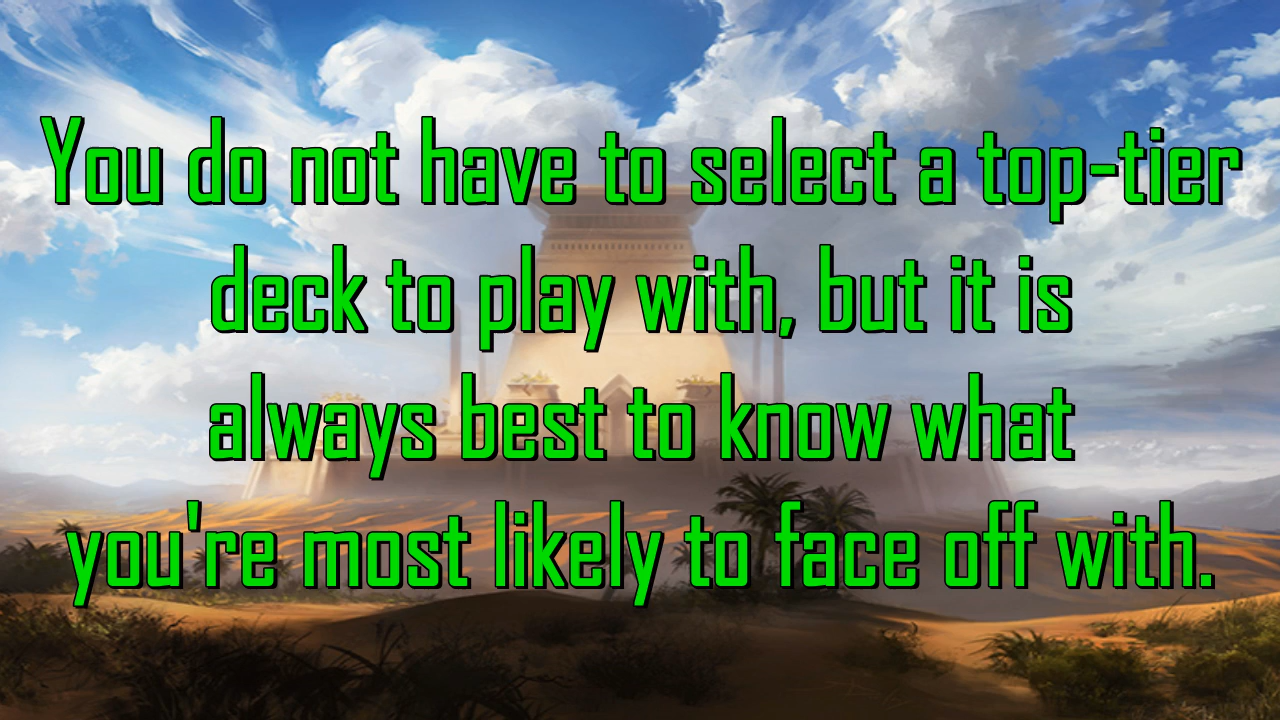 You do not have to select a top-tier
deck to play with, but it is
always best to know what
you're most likely to face off with.